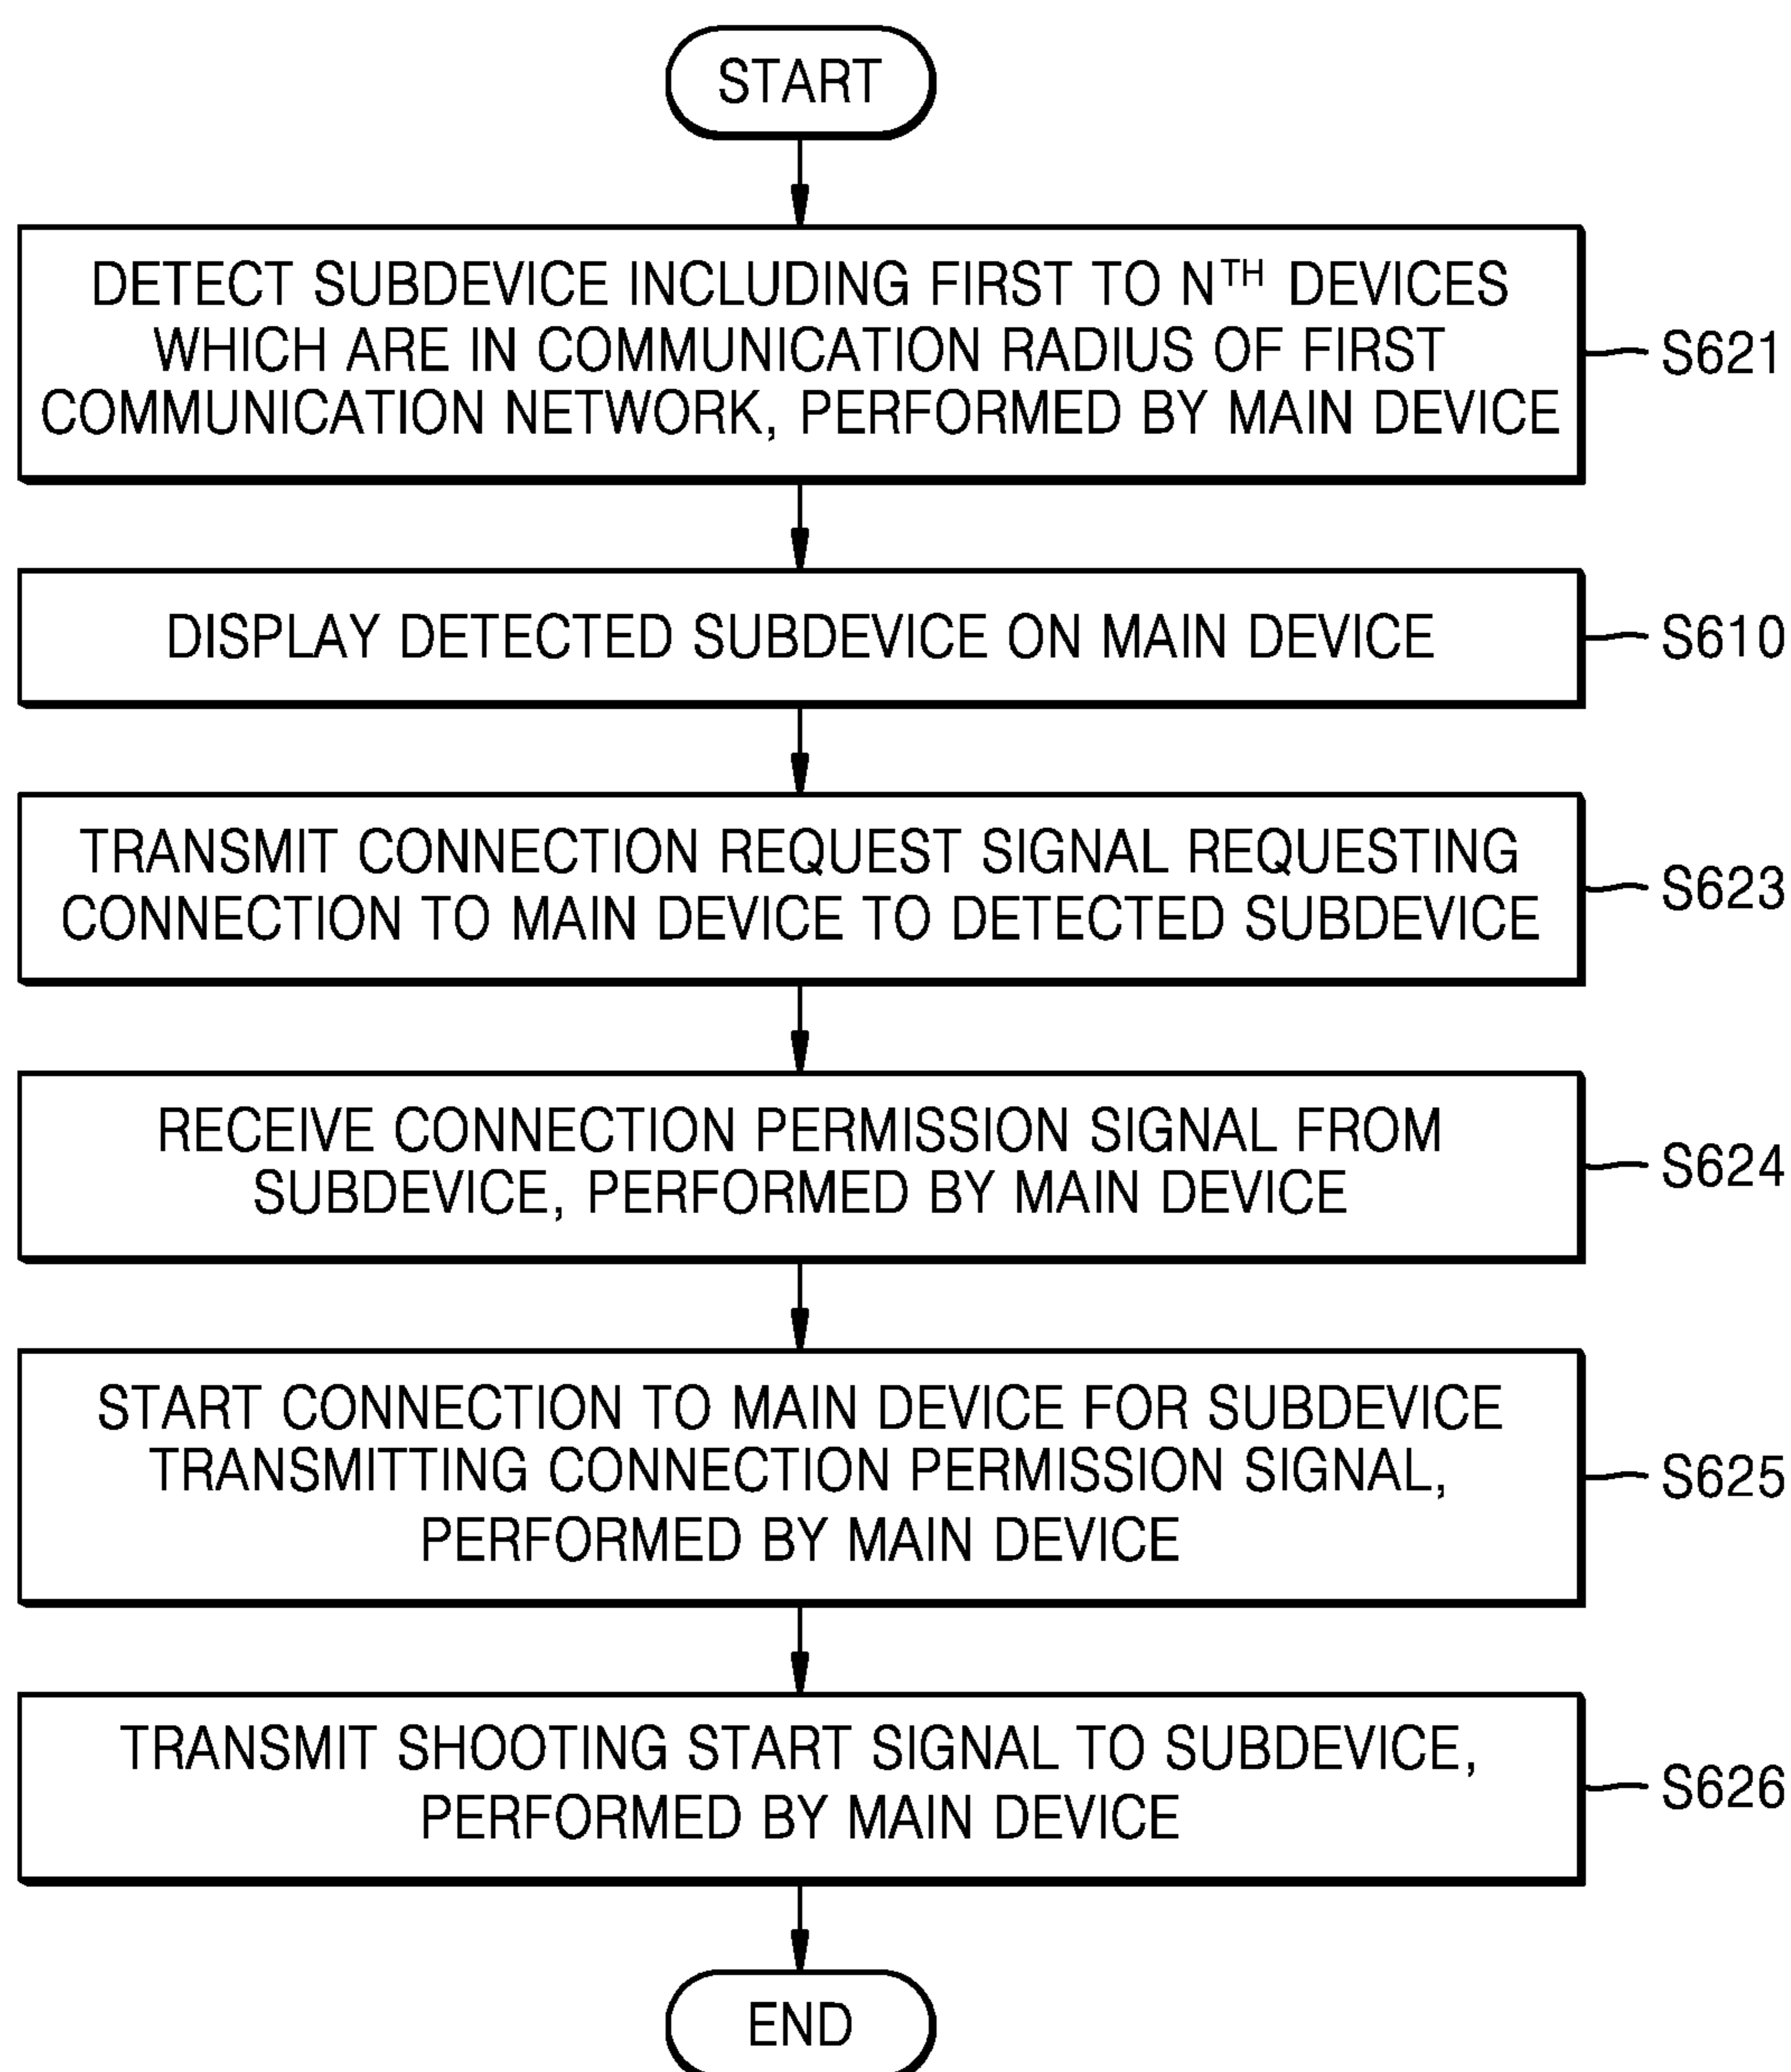 START
DETECT SUBDEVICE INCLUDING FIRST TO NTH DEVICES
WHICH ARE IN COMMUNICATION RADIUS OF FIRST
COMMUNICATION NETWORK, PERFORMED BY MAIN DEVICE
S621
DISPLAY DETECTED SUBDEVICE ON MAIN DEVICE
S610
TRANSMIT CONNECTION REQUEST SIGNAL REQUESTING
CONNECTION TO MAIN DEVICE TO DETECTED SUBDEVICE
S623
RECEIVE CONNECTION PERMISSION SIGNAL FROM
SUBDEVICE, PERFORMED BY MAIN DEVICE
S624
START CONNECTION TO MAIN DEVICE FOR SUBDEVICE
TRANSMITTING CONNECTION PERMISSION SIGNAL,
PERFORMED BY MAIN DEVICE
S625
TRANSMIT SHOOTING START SIGNAL TO SUBDEVICE,
PERFORMED BY MAIN DEVICE
S626
END